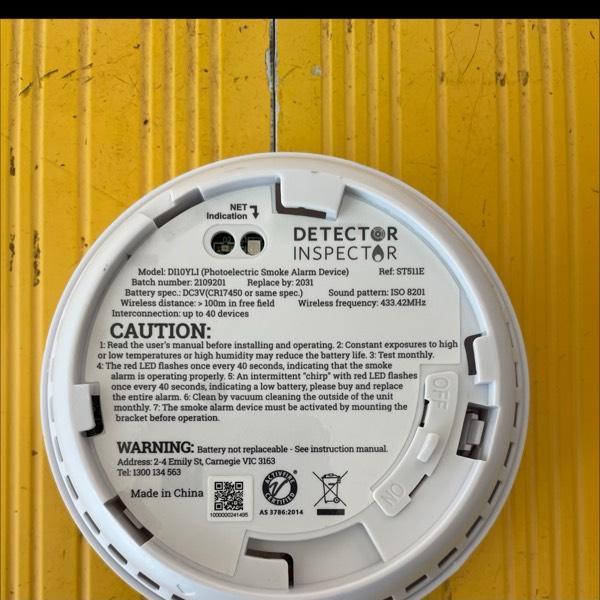 NET
Indication
DETECTOR
INSPECTOR
Model: DI10YLI (Photoelectric Smoke Alarm Device) Ref: ST511E
Batch number: 2109201 Replace by: 2031
Battery spec.: DC3V(CR17450 or same spec.) Sound pattern: ISO 8201
Wireless distance: > 100m in free field Wireless frequency: 433.42MHz
Interconnection: up to 40 devices
CAUTION:
1: Read the user's manual before installing and operating. 2: Constant exposures to high
or low temperatures or high humidity may reduce the battery life. 3: Test monthly.
4: The red LED flashes once every 40 seconds, indicating that the smoke
alarm is operating properly. 5: An intermittent "chirp" with red LED flashes
once every 40 seconds, indicating a low battery, please buy and replace
the entire alarm. 6: Clean by vacuum cleaning the outside of the unit
monthly. 7: The smoke alarm device must be activated by mounting the
bracket before operation.
OFF
ON
WARNING: Battery not replaceable - See instruction manual.
Address: 2-4 Emily St, Carnegie VIC 3163
Tel: 1300 134 563
Made in China
1000000241495
ACTIVFIRE
CERTIFIED
AS 3786:2014